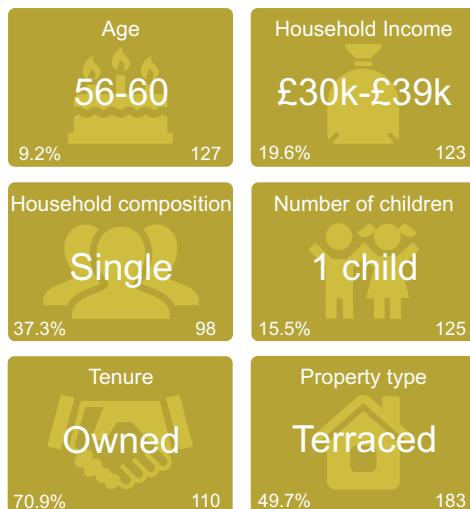 Age
56-60
9.2% 127
Household Income
£30k-£39k
19.6% 123
Household composition
Single
37.3% 98
Number of children
1 child
15.5% 125
Tenure
Owned
70.9% 110
Property type
Terraced
49.7% 183